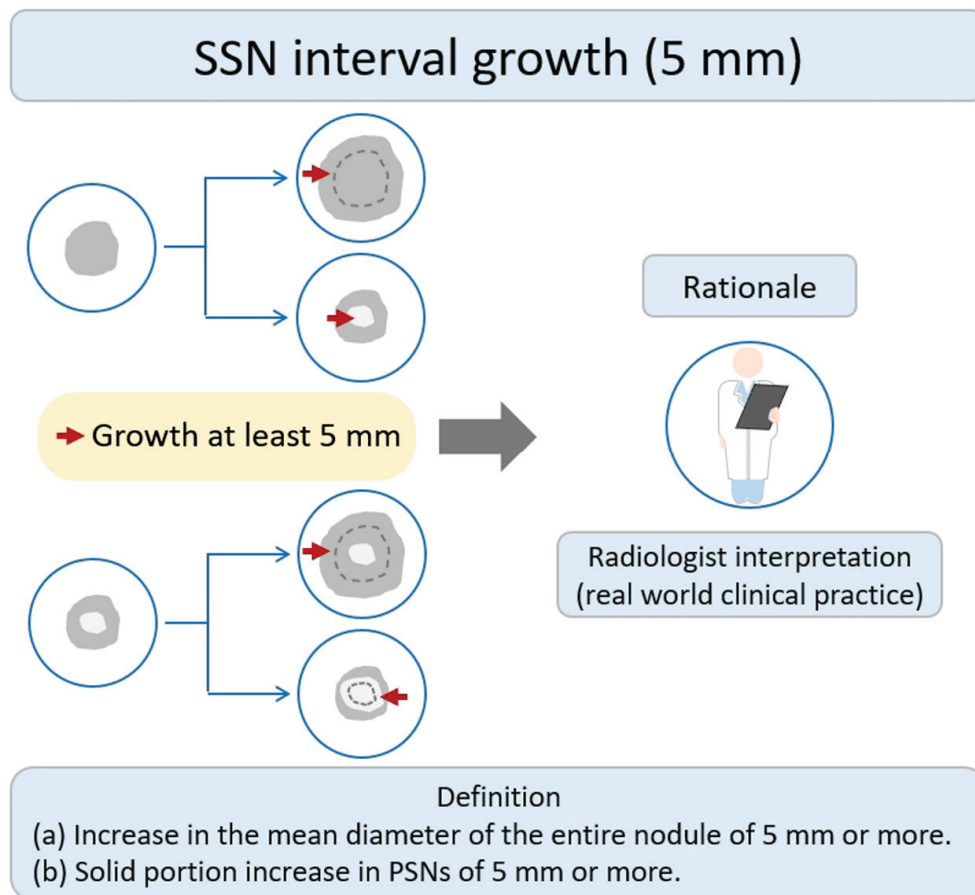 SSN interval growth (5 mm)
Growth at least 5 mm
Rationale
Radiologist interpretation
(real world clinical practice)
Definition
(a) Increase in the mean diameter of the entire nodule of 5 mm or more.
(b) Solid portion increase in PSNs of 5 mm or more.